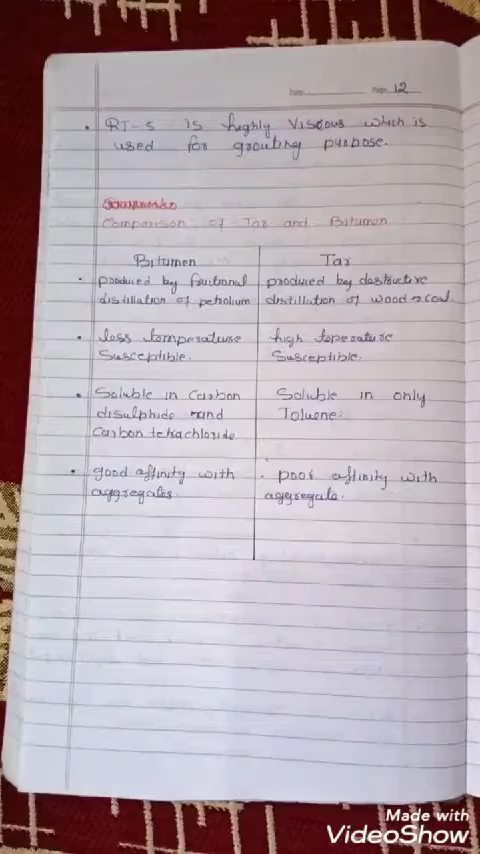 Date: Page: 12
• RT-5 is highly viscous which is
used for grouting purpose.
Comparison of Tar and Bitumen
Bitumen
Tar
• produced by fractional
distillation of petrolium
produced by destructive
distillation of wood or coal.
• less temperature
Susceptible.
high temperature
Susceptible.
• Soluble in Carbon
disulphide and
Carbon tetrachloride
Soluble in only
Toluene.
• good affinity with
aggregates.
• poor affinity with
aggregate.
Made with
VideoShow